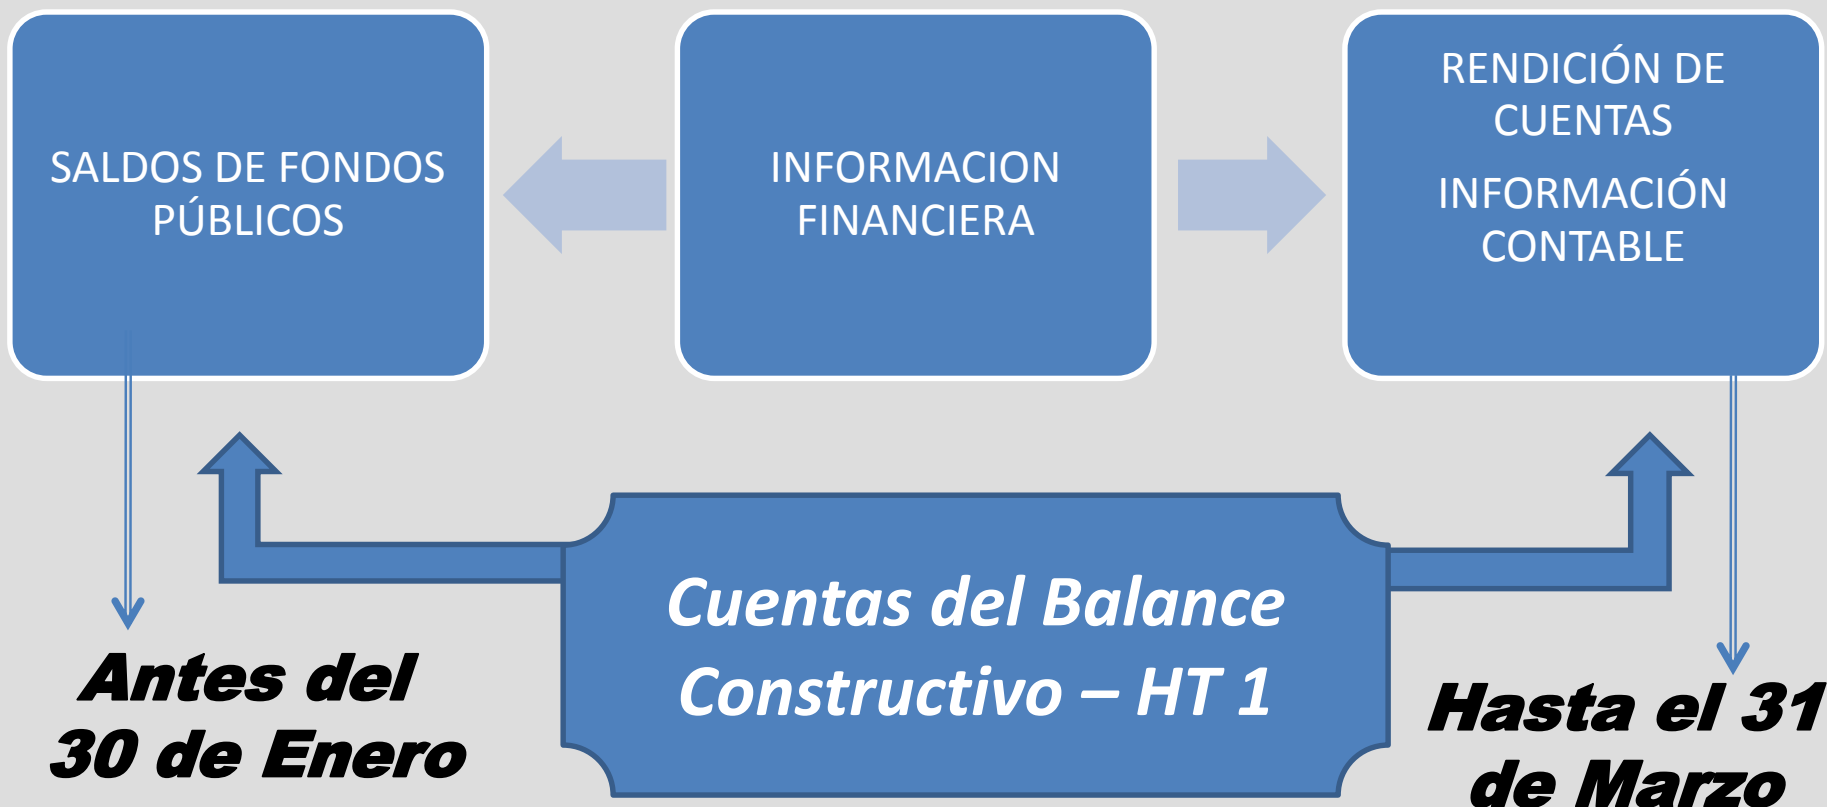 SALDOS DE FONDOS
PÚBLICOS
INFORMACION
FINANCIERA
RENDICIÓN DE
CUENTAS
INFORMACIÓN
CONTABLE
Cuentas del Balance
Constructivo – HT 1
Antes del
30 de Enero
Hasta el 31
de Marzo